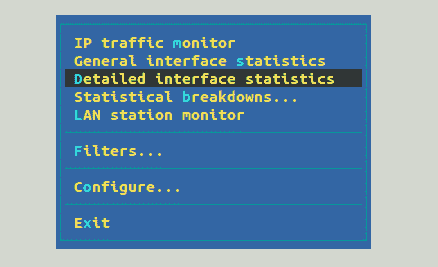 IP traffic monitor
General interface statistics
Detailed interface statistics
Statistical breakdowns...
LAN station monitor
Filters...
Configure...
Exit